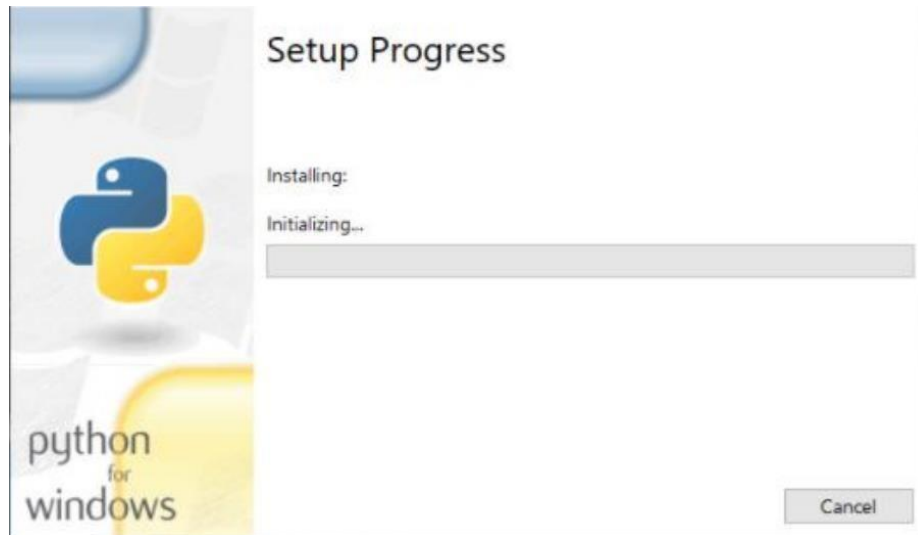 Setup Progress
Installing:
Initializing...
python
for
windows
Cancel